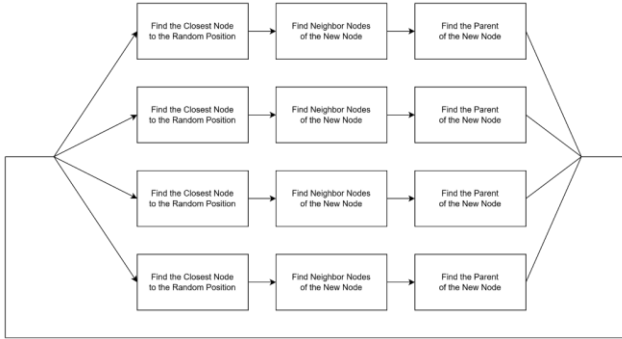 Find the Closest Node
to the Random Position
Find Neighbor Nodes
of the New Node
Find the Parent
of the New Node
Find the Closest Node
to the Random Position
Find Neighbor Nodes
of the New Node
Find the Parent
of the New Node
Find the Closest Node
to the Random Position
Find Neighbor Nodes
of the New Node
Find the Parent
of the New Node
Find the Closest Node
to the Random Position
Find Neighbor Nodes
of the New Node
Find the Parent
of the New Node